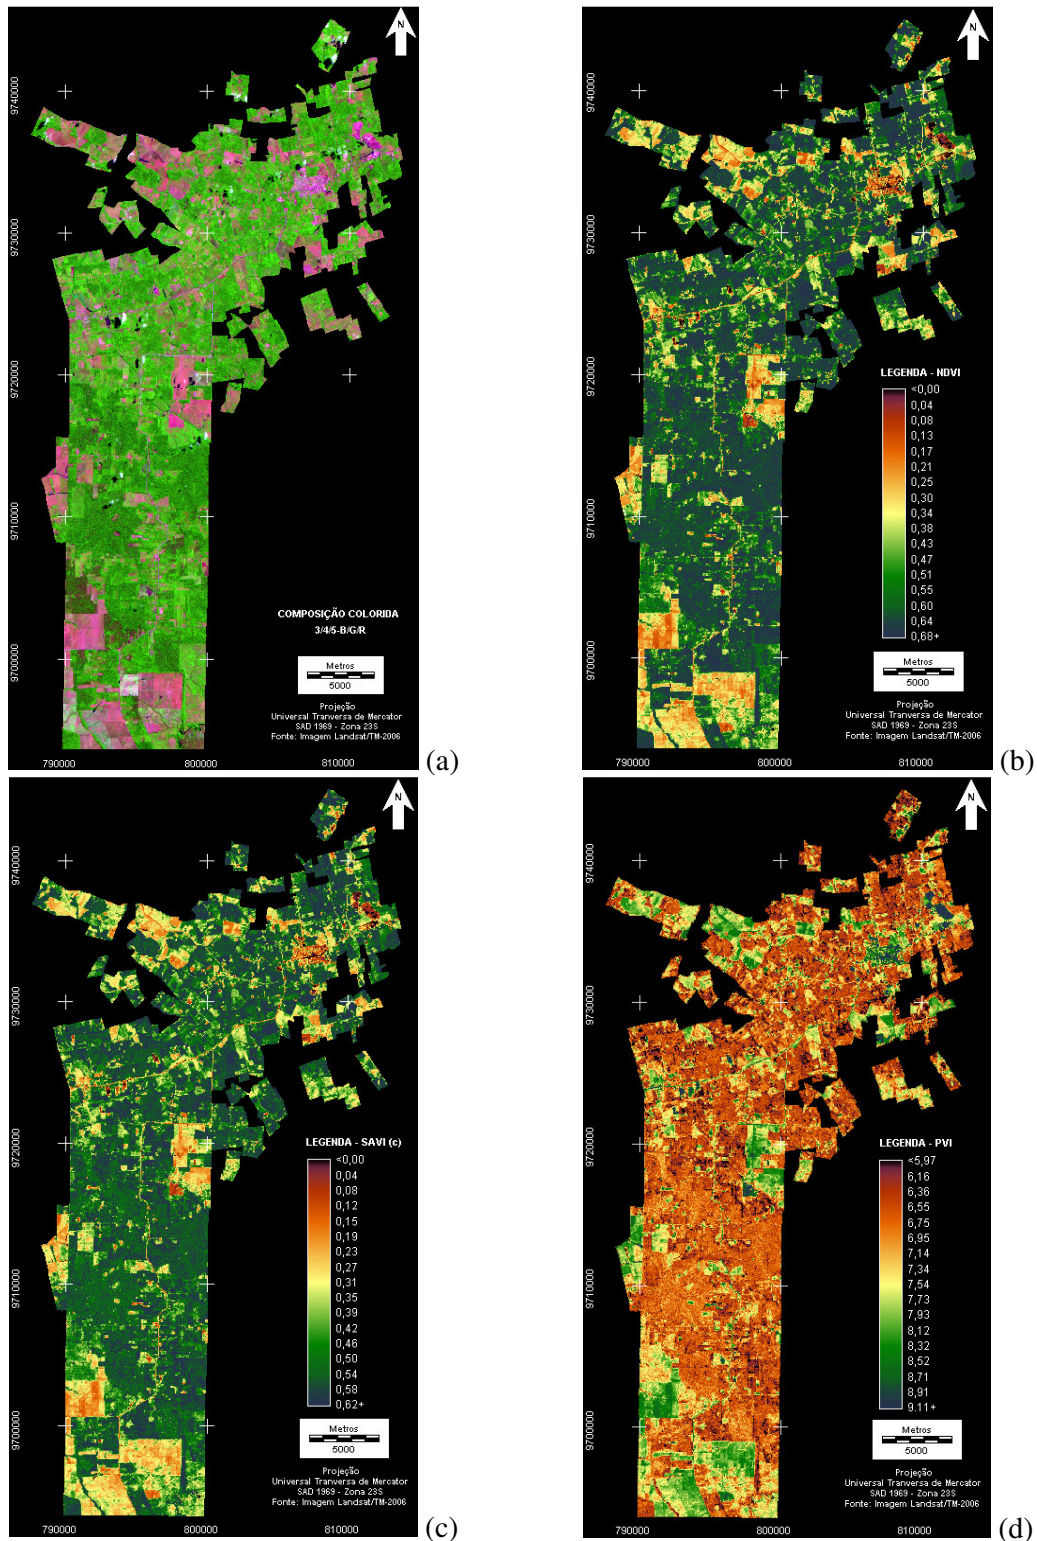 N
9740000
9730000
9720000
9710000
9700000
COMPOSIÇÃO COLORIDA
3/4/5-B/G/R
Metros
5000
Projeção
Universal Tranversa de Mercator
SAD 1969 - Zona 23S
Fonte: Imagem Landsat/TM-2006
790000 800000 810000
(a)
N
9740000
9730000
9720000
9710000
9700000
LEGENDA - NDVI
<0,00
0,04
0,08
0,13
0,17
0,21
0,25
0,30
0,34
0,38
0,43
0,47
0,51
0,55
0,60
0,64
0,68+
Metros
5000
Projeção
Universal Tranversa de Mercator
SAD 1969 - Zona 23S
Fonte: Imagem Landsat/TM-2006
790000 800000 810000
(b)
N
9740000
9730000
9720000
9710000
9700000
LEGENDA - SAVI (c)
<0,00
0,04
0,08
0,12
0,15
0,19
0,23
0,27
0,31
0,35
0,39
0,42
0,46
0,50
0,54
0,58
0,62+
Metros
5000
Projeção
Universal Tranversa de Mercator
SAD 1969 - Zona 23S
Fonte: Imagem Landsat/TM-2006
790000 800000 810000
(c)
N
9740000
9730000
9720000
9710000
9700000
LEGENDA - PVI
<5,97
6,16
6,36
6,55
6,75
6,95
7,14
7,34
7,54
7,73
7,93
8,12
8,32
8,52
8,71
8,91
9.11+
Metros
5000
Projeção
Universal Tranversa de Mercator
SAD 1969 - Zona 23S
Fonte: Imagem Landsat/TM-2006
790000 800000 810000
(d)